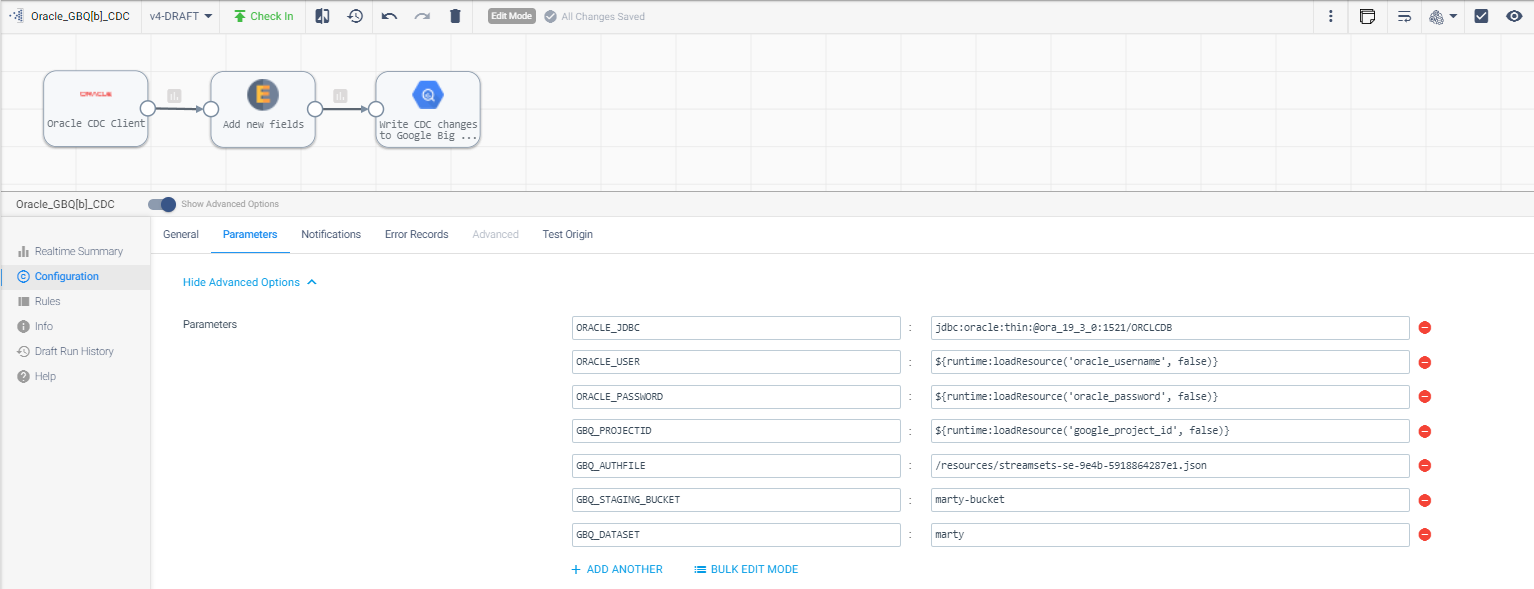 Oracle_GBQ[b]_CDC v4-DRAFT Check In Edit Mode All Changes Saved
ORACLE
Oracle CDC Client
E
Add new fields
Write CDC changes
to Google Big ...
Oracle_GBQ[b]_CDC Show Advanced Options
Realtime Summary
Configuration
Rules
Info
Draft Run History
Help
General Parameters Notifications Error Records Advanced Test Origin
Hide Advanced Options
Parameters
ORACLE_JDBC : jdbc:oracle:thin:@ora_19_3_0:1521/ORCLCDB
ORACLE_USER : ${runtime:loadResource('oracle_username', false)}
ORACLE_PASSWORD : ${runtime:loadResource('oracle_password', false)}
GBQ_PROJECTID : ${runtime:loadResource('google_project_id', false)}
GBQ_AUTHFILE : /resources/streamsets-se-9e4b-5918864287e1.json
GBQ_STAGING_BUCKET : marty-bucket
GBQ_DATASET : marty
+ ADD ANOTHER BULK EDIT MODE